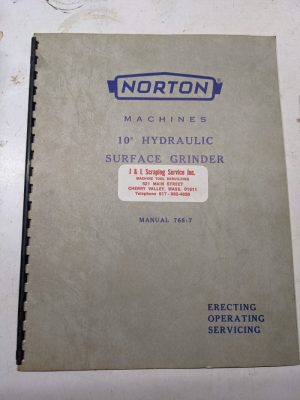 NORTON
MACHINES
10" HYDRAULIC
SURFACE GRINDER
J & L Scraping Service Inc.
MACHINE TOOL REBUILDING
521 MAIN STREET
CHERRY VALLEY, MASS. 01611
MANUAL 766-7
ERECTING
OPERATING
SERVICING